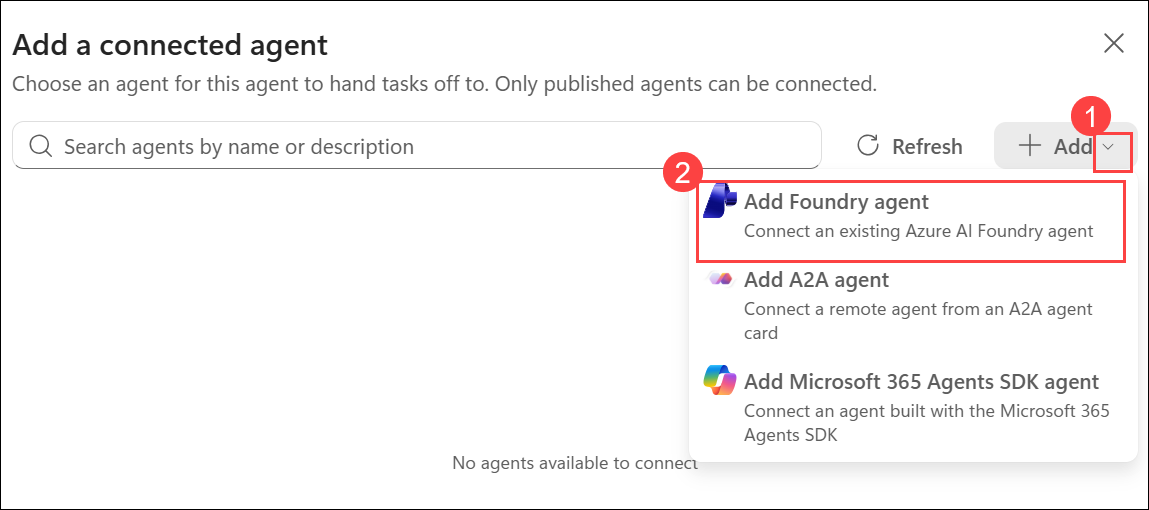 Add a connected agent
Choose an agent for this agent to hand tasks off to. Only published agents can be connected.
1
Search agents by name or description
Refresh
Add
2
Add Foundry agent
Connect an existing Azure AI Foundry agent
Add A2A agent
Connect a remote agent from an A2A agent
card
Add Microsoft 365 Agents SDK agent
Connect an agent built with the Microsoft 365
Agents SDK
No agents available to connect